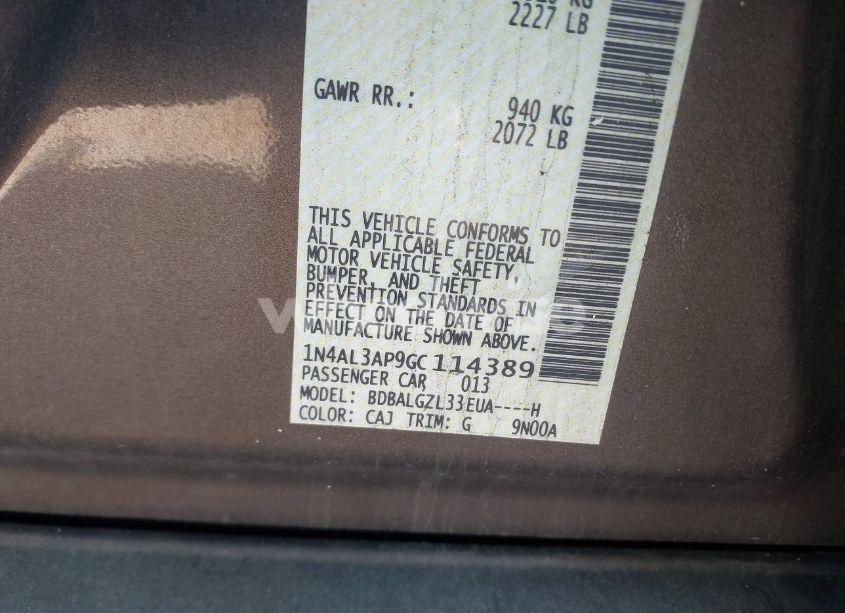 2227 LB
GAWR RR.: 940 KG
2072 LB
THIS VEHICLE CONFORMS TO
ALL APPLICABLE FEDERAL
MOTOR VEHICLE SAFETY,
BUMPER, AND THEFT
PREVENTION STANDARDS IN
EFFECT ON THE DATE OF
MANUFACTURE SHOWN ABOVE.
1N4AL3AP9GC114389
PASSENGER CAR, 013
MODEL: BDBALGZL33EUA----H
COLOR: CAJ TRIM: G 9N00A